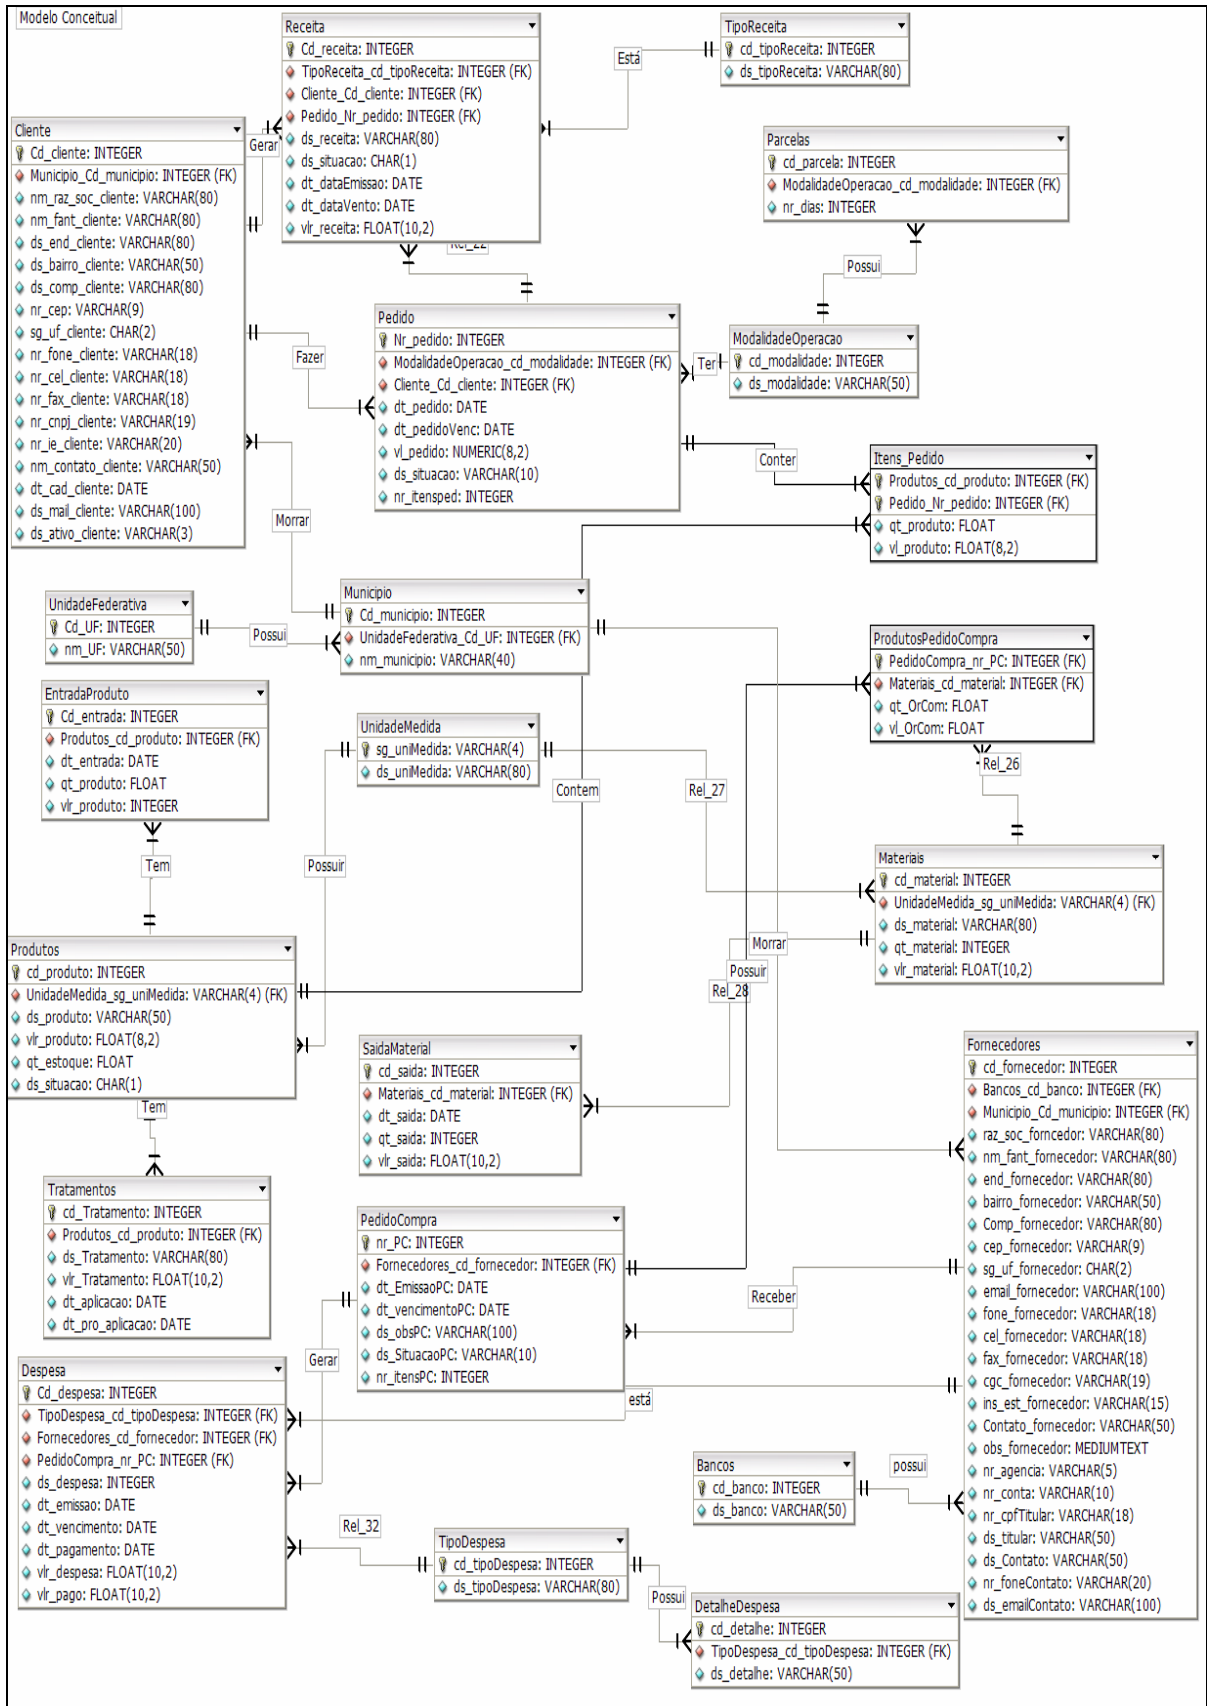 Modelo Conceitual
Receita
Cd_receita: INTEGER
TipoReceita_cd_tipoReceita: INTEGER (FK)
Cliente_Cd_cliente: INTEGER (FK)
Pedido_Nr_pedido: INTEGER (FK)
ds_receita: VARCHAR(80)
ds_situacao: CHAR(1)
dt_dataEmissao: DATE
dt_dataVento: DATE
vlr_receita: FLOAT(10,2)
TipoReceita
cd_tipoReceita: INTEGER
ds_tipoReceita: VARCHAR(80)
Está
Gerar
Rel_22
Cliente
Cd_cliente: INTEGER
Municipio_Cd_municipio: INTEGER (FK)
nm_raz_soc_cliente: VARCHAR(80)
nm_fant_cliente: VARCHAR(80)
ds_end_cliente: VARCHAR(80)
ds_bairro_cliente: VARCHAR(50)
ds_comp_cliente: VARCHAR(80)
nr_cep: VARCHAR(9)
sg_uf_cliente: CHAR(2)
nr_fone_cliente: VARCHAR(18)
nr_cel_cliente: VARCHAR(18)
nr_fax_cliente: VARCHAR(18)
nr_cnpj_cliente: VARCHAR(19)
nr_ie_cliente: VARCHAR(20)
nm_contato_cliente: VARCHAR(50)
dt_cad_cliente: DATE
ds_mail_cliente: VARCHAR(100)
ds_ativo_cliente: VARCHAR(3)
Parcelas
cd_parcela: INTEGER
ModalidadeOperacao_cd_modalidade: INTEGER (FK)
nr_dias: INTEGER
Possui
Pedido
Nr_pedido: INTEGER
ModalidadeOperacao_cd_modalidade: INTEGER (FK)
Cliente_Cd_cliente: INTEGER (FK)
dt_pedido: DATE
dt_pedidoVenc: DATE
vl_pedido: NUMERIC(8,2)
ds_situacao: VARCHAR(10)
nr_itensped: INTEGER
Fazer
Ter
ModalidadeOperacao
cd_modalidade: INTEGER
ds_modalidade: VARCHAR(50)
Conter
Itens_Pedido
Produtos_cd_produto: INTEGER (FK)
Pedido_Nr_pedido: INTEGER (FK)
qt_produto: FLOAT
vl_produto: FLOAT(8,2)
Morrar
UnidadeFederativa
Cd_UF: INTEGER
nm_UF: VARCHAR(50)
Possui
Municipio
Cd_municipio: INTEGER
UnidadeFederativa_Cd_UF: INTEGER (FK)
nm_municipio: VARCHAR(40)
ProdutosPedidoCompra
PedidoCompra_nr_PC: INTEGER (FK)
Materiais_cd_material: INTEGER (FK)
qt_OrCom: FLOAT
vl_OrCom: FLOAT
Rel_26
EntradaProduto
Cd_entrada: INTEGER
Produtos_cd_produto: INTEGER (FK)
dt_entrada: DATE
qt_produto: FLOAT
vlr_produto: INTEGER
UnidadeMedida
sg_uniMedida: VARCHAR(4)
ds_uniMedida: VARCHAR(80)
Contem
Rel_27
Tem
Possuir
Materiais
cd_material: INTEGER
UnidadeMedida_sg_uniMedida: VARCHAR(4) (FK)
ds_material: VARCHAR(80)
qt_material: INTEGER
vlr_material: FLOAT(10,2)
Morrar
Possuir
Rel_28
Produtos
cd_produto: INTEGER
UnidadeMedida_sg_uniMedida: VARCHAR(4) (FK)
ds_produto: VARCHAR(50)
vlr_produto: FLOAT(8,2)
qt_estoque: FLOAT
ds_situacao: CHAR(1)
Tem
SaidaMaterial
cd_saida: INTEGER
Materiais_cd_material: INTEGER (FK)
dt_saida: DATE
qt_saida: INTEGER
vlr_saida: FLOAT(10,2)
Fornecedores
cd_fornecedor: INTEGER
Bancos_cd_banco: INTEGER (FK)
Municipio_Cd_municipio: INTEGER (FK)
raz_soc_forncedor: VARCHAR(80)
nm_fant_fornecedor: VARCHAR(80)
end_fornecedor: VARCHAR(80)
bairro_fornecedor: VARCHAR(50)
Comp_fornecedor: VARCHAR(80)
cep_fornecedor: VARCHAR(9)
sg_uf_fornecedor: CHAR(2)
email_fornecedor: VARCHAR(100)
fone_fornecedor: VARCHAR(18)
cel_fornecedor: VARCHAR(18)
fax_fornecedor: VARCHAR(18)
cgc_fornecedor: VARCHAR(19)
ins_est_fornecedor: VARCHAR(15)
Contato_fornecedor: VARCHAR(50)
obs_fornecedor: MEDIUMTEXT
nr_agencia: VARCHAR(5)
nr_conta: VARCHAR(10)
nr_cpfTitular: VARCHAR(18)
ds_titular: VARCHAR(50)
ds_Contato: VARCHAR(50)
nr_foneContato: VARCHAR(20)
ds_emailContato: VARCHAR(100)
Tratamentos
cd_Tratamento: INTEGER
Produtos_cd_produto: INTEGER (FK)
ds_Tratamento: VARCHAR(80)
vlr_Tratamento: FLOAT(10,2)
dt_aplicacao: DATE
dt_pro_aplicacao: DATE
PedidoCompra
nr_PC: INTEGER
Fornecedores_cd_fornecedor: INTEGER (FK)
dt_EmissaoPC: DATE
dt_vencimentoPC: DATE
ds_obsPC: VARCHAR(100)
ds_SituacaoPC: VARCHAR(10)
nr_itensPC: INTEGER
Receber
Gerar
está
Despesa
Cd_despesa: INTEGER
TipoDespesa_cd_tipoDespesa: INTEGER (FK)
Fornecedores_cd_fornecedor: INTEGER (FK)
PedidoCompra_nr_PC: INTEGER (FK)
ds_despesa: INTEGER
dt_emissao: DATE
dt_vencimento: DATE
dt_pagamento: DATE
vlr_despesa: FLOAT(10,2)
vlr_pago: FLOAT(10,2)
Bancos
cd_banco: INTEGER
ds_banco: VARCHAR(50)
possui
Rel_32
TipoDespesa
cd_tipoDespesa: INTEGER
ds_tipoDespesa: VARCHAR(80)
Possui
DetalheDespesa
cd_detalhe: INTEGER
TipoDespesa_cd_tipoDespesa: INTEGER (FK)
ds_detalhe: VARCHAR(50)